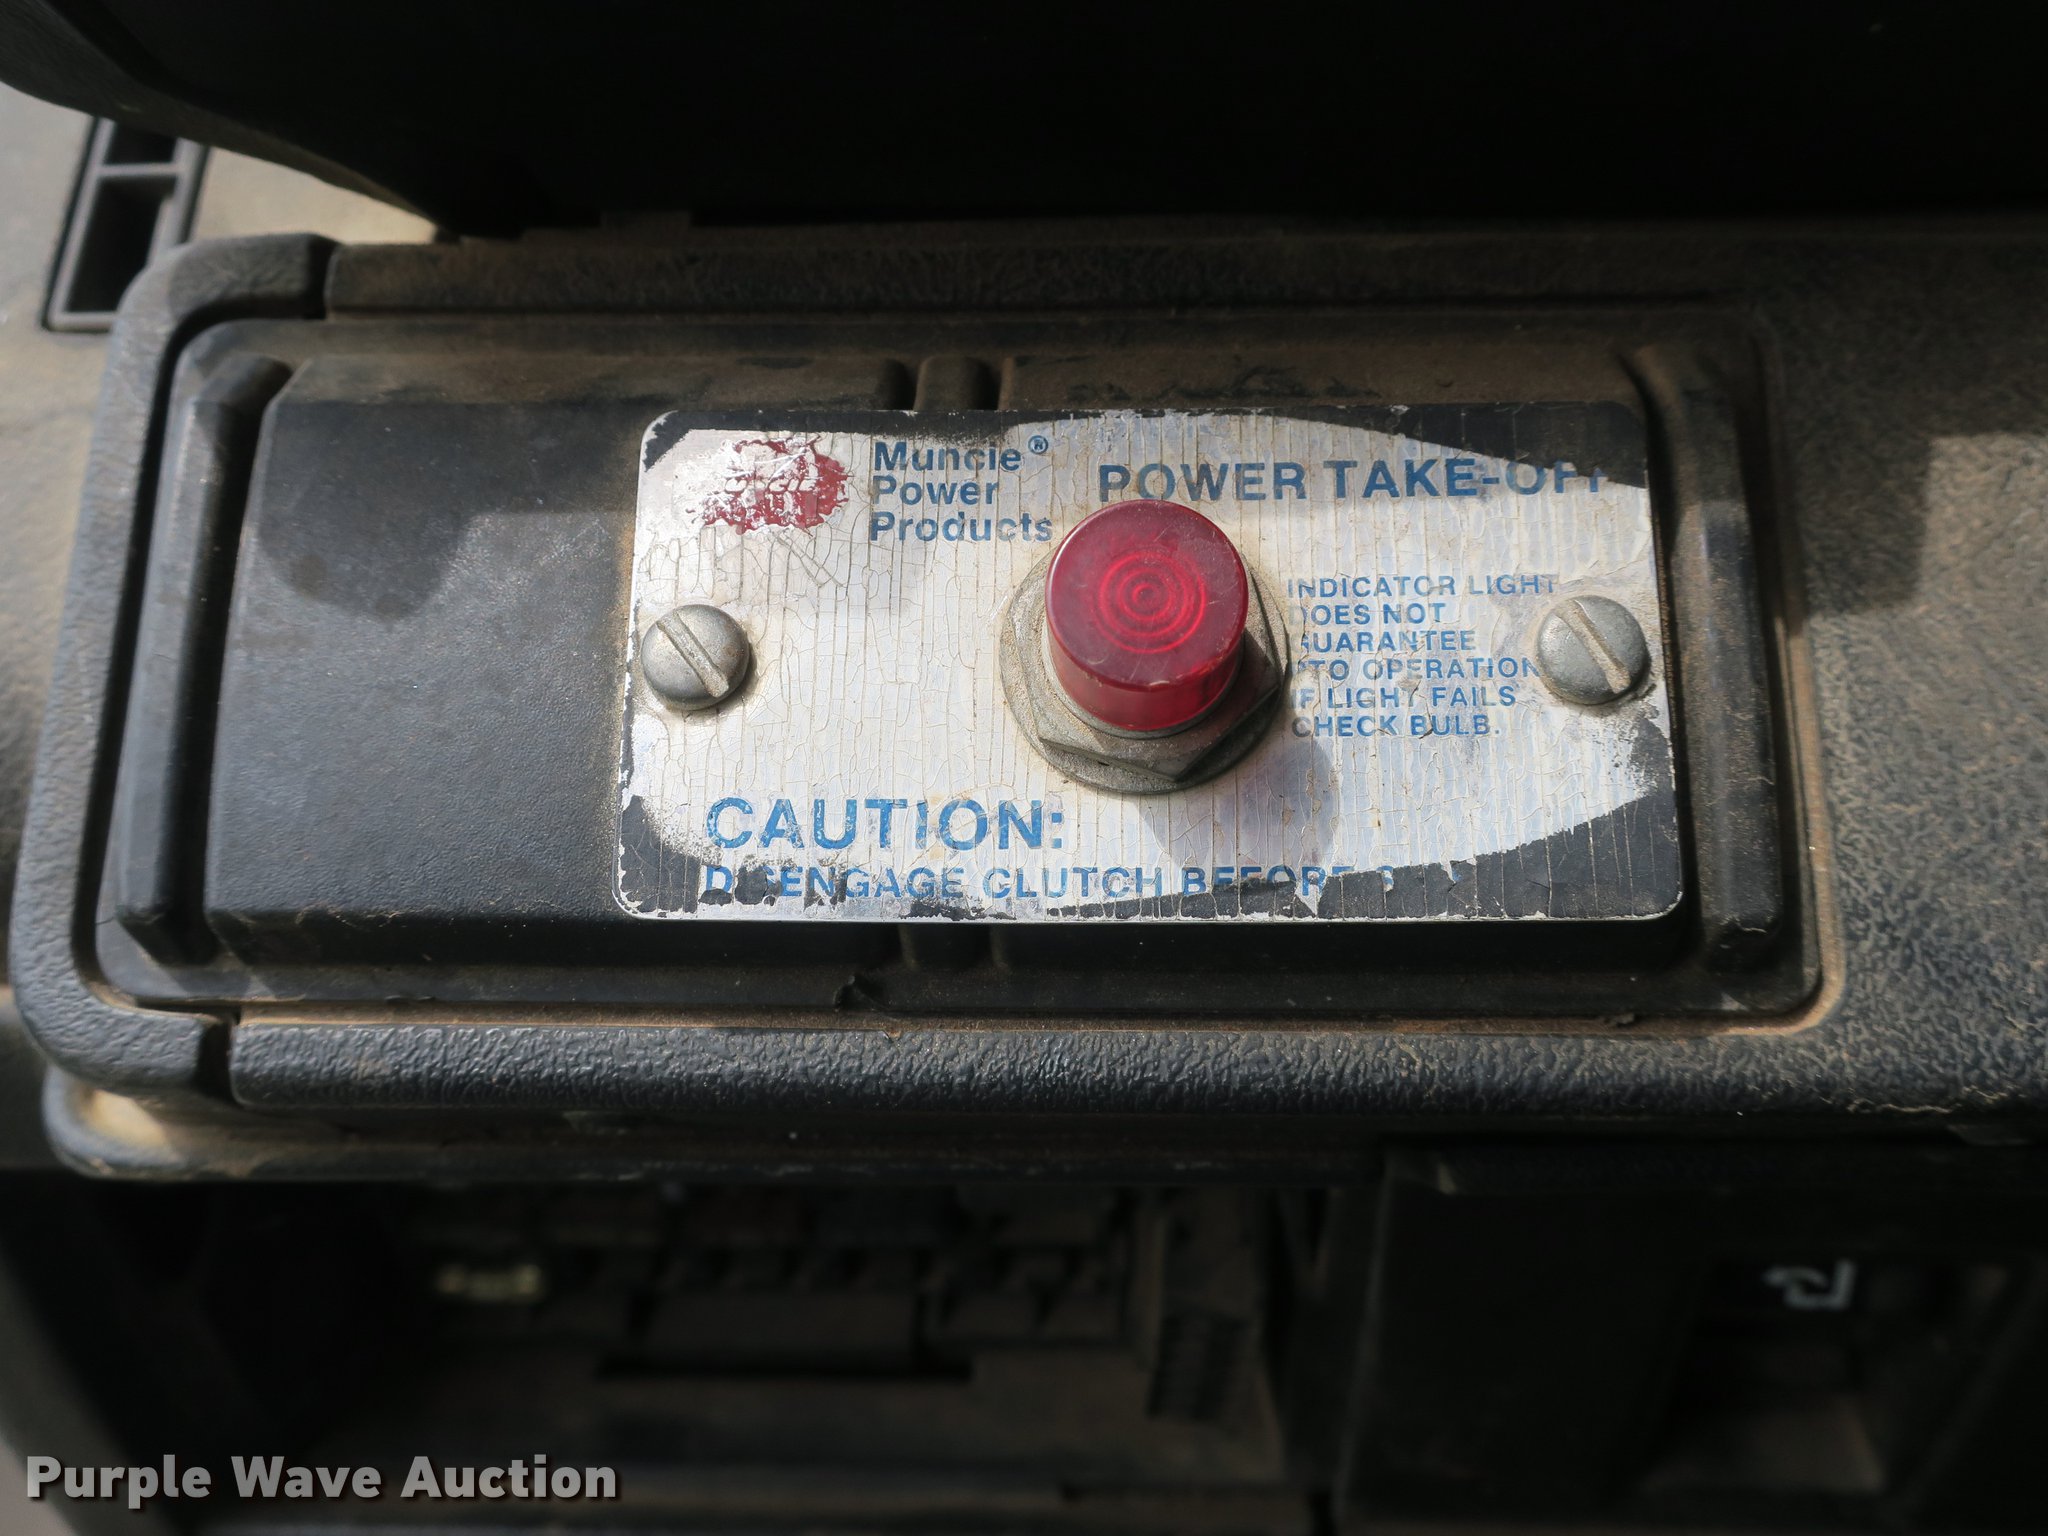 Muncie®
Power
Products
POWER TAKE-OFF
INDICATOR LIGHT
DOES NOT
GUARANTEE
PTO OPERATION
IF LIGHT FAILS
CHECK BULB.
CAUTION:
DISENGAGE CLUTCH BEFORE
Purple Wave Auction